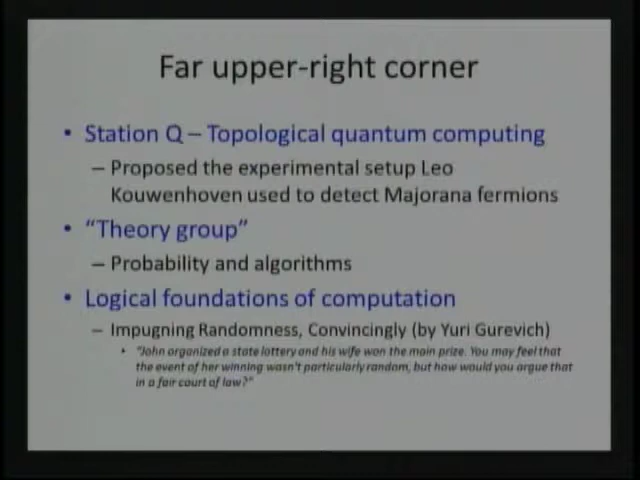 Far upper-right corner
• Station Q – Topological quantum computing
– Proposed the experimental setup Leo
Kouwenhoven used to detect Majorana fermions
• "Theory group"
– Probability and algorithms
• Logical foundations of computation
– Impugning Randomness, Convincingly (by Yuri Gurevich)
• "John organized a state lottery and his wife won the main prize. You may feel that
the event of her winning wasn't particularly random, but how would you argue that
in a fair court of law?"